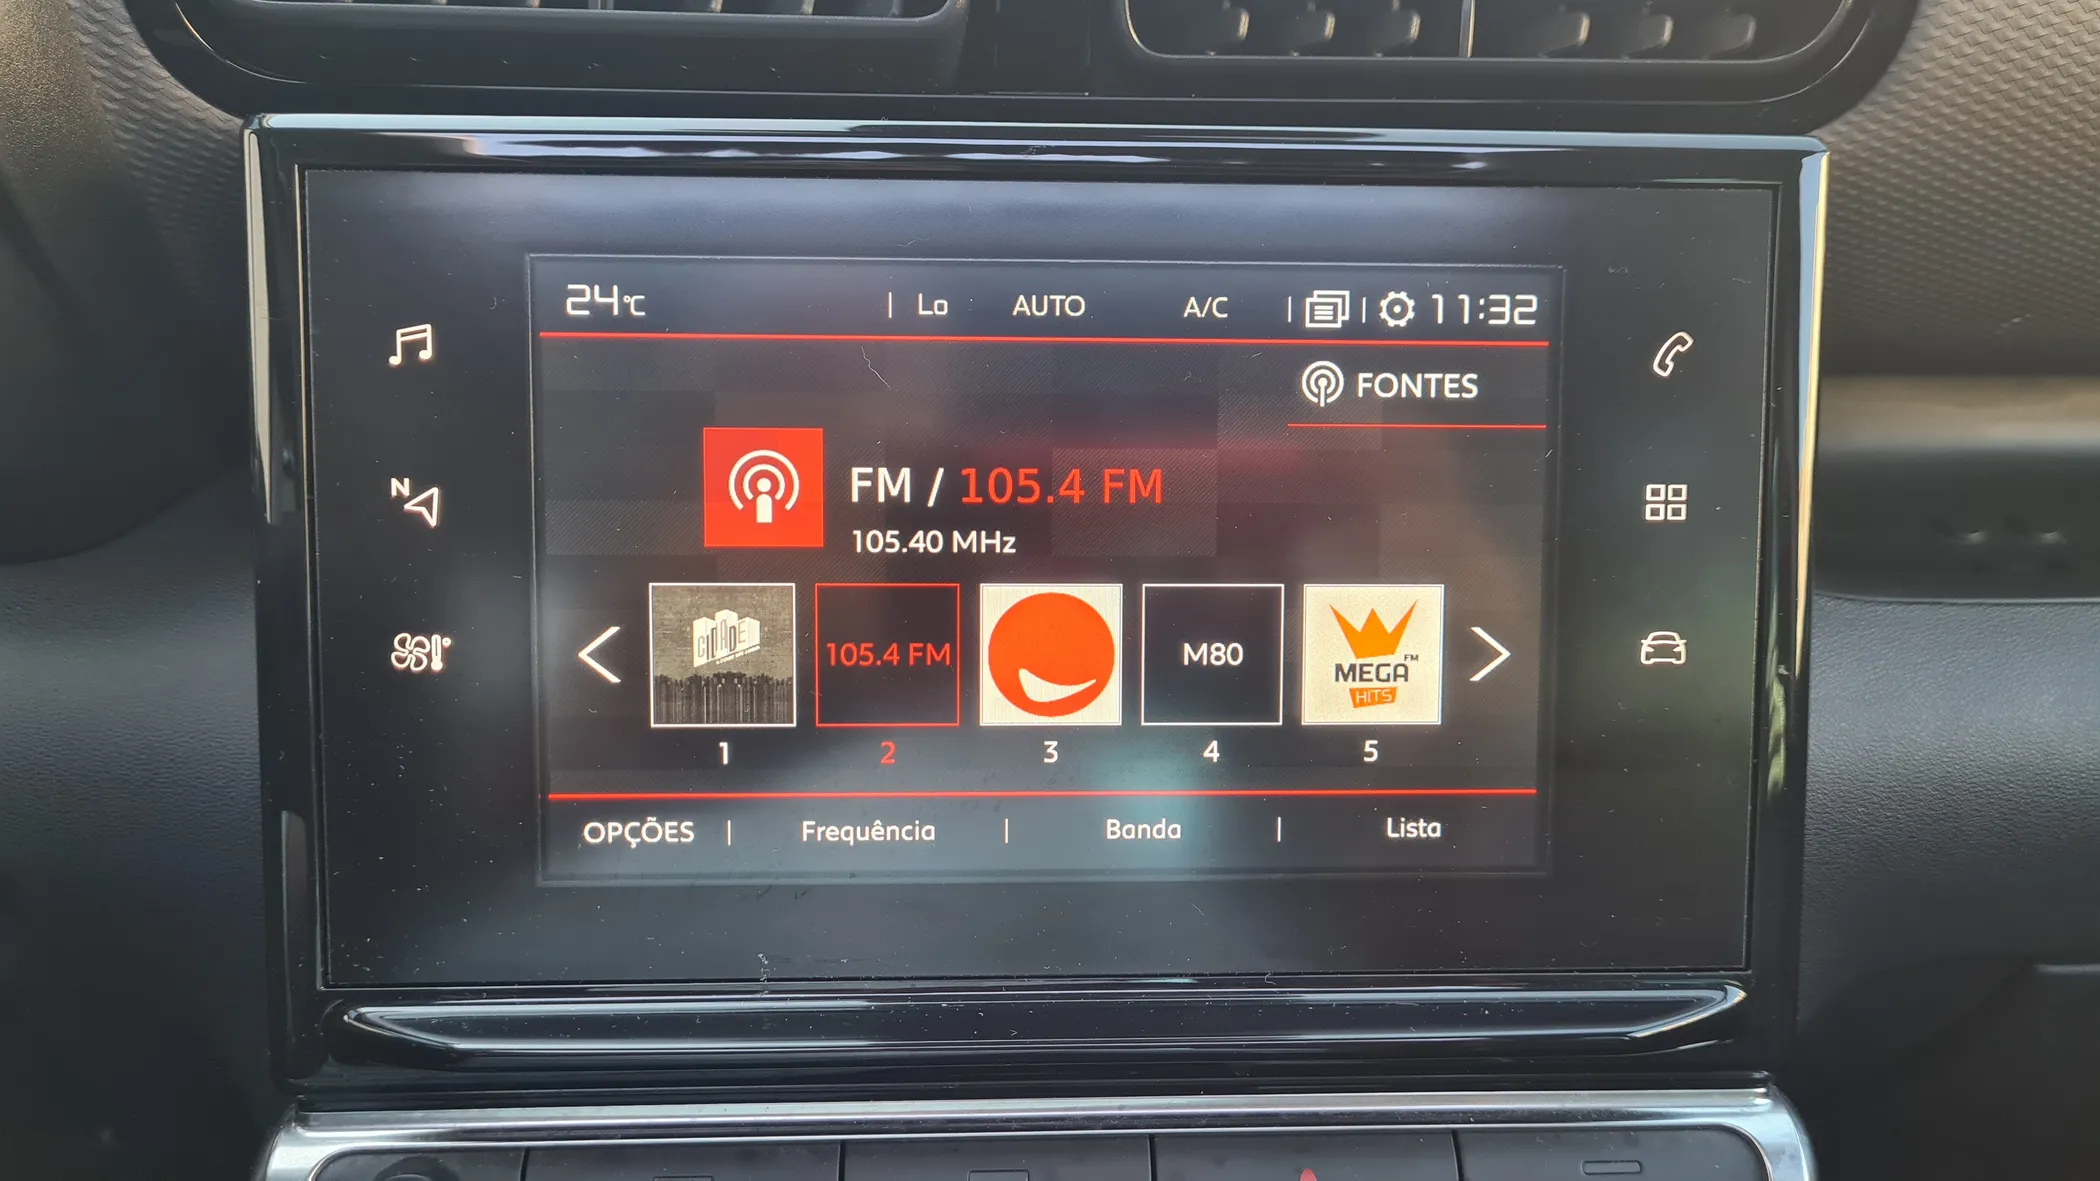 24°C | Lo AUTO A/C | | 11:32
FONTES
FM / 105.4 FM
105.40 MHz
N
CIDADE
105.4 FM
M80
MEGA FM
HITS
1 2 3 4 5
OPÇÕES | Frequência | Banda | Lista